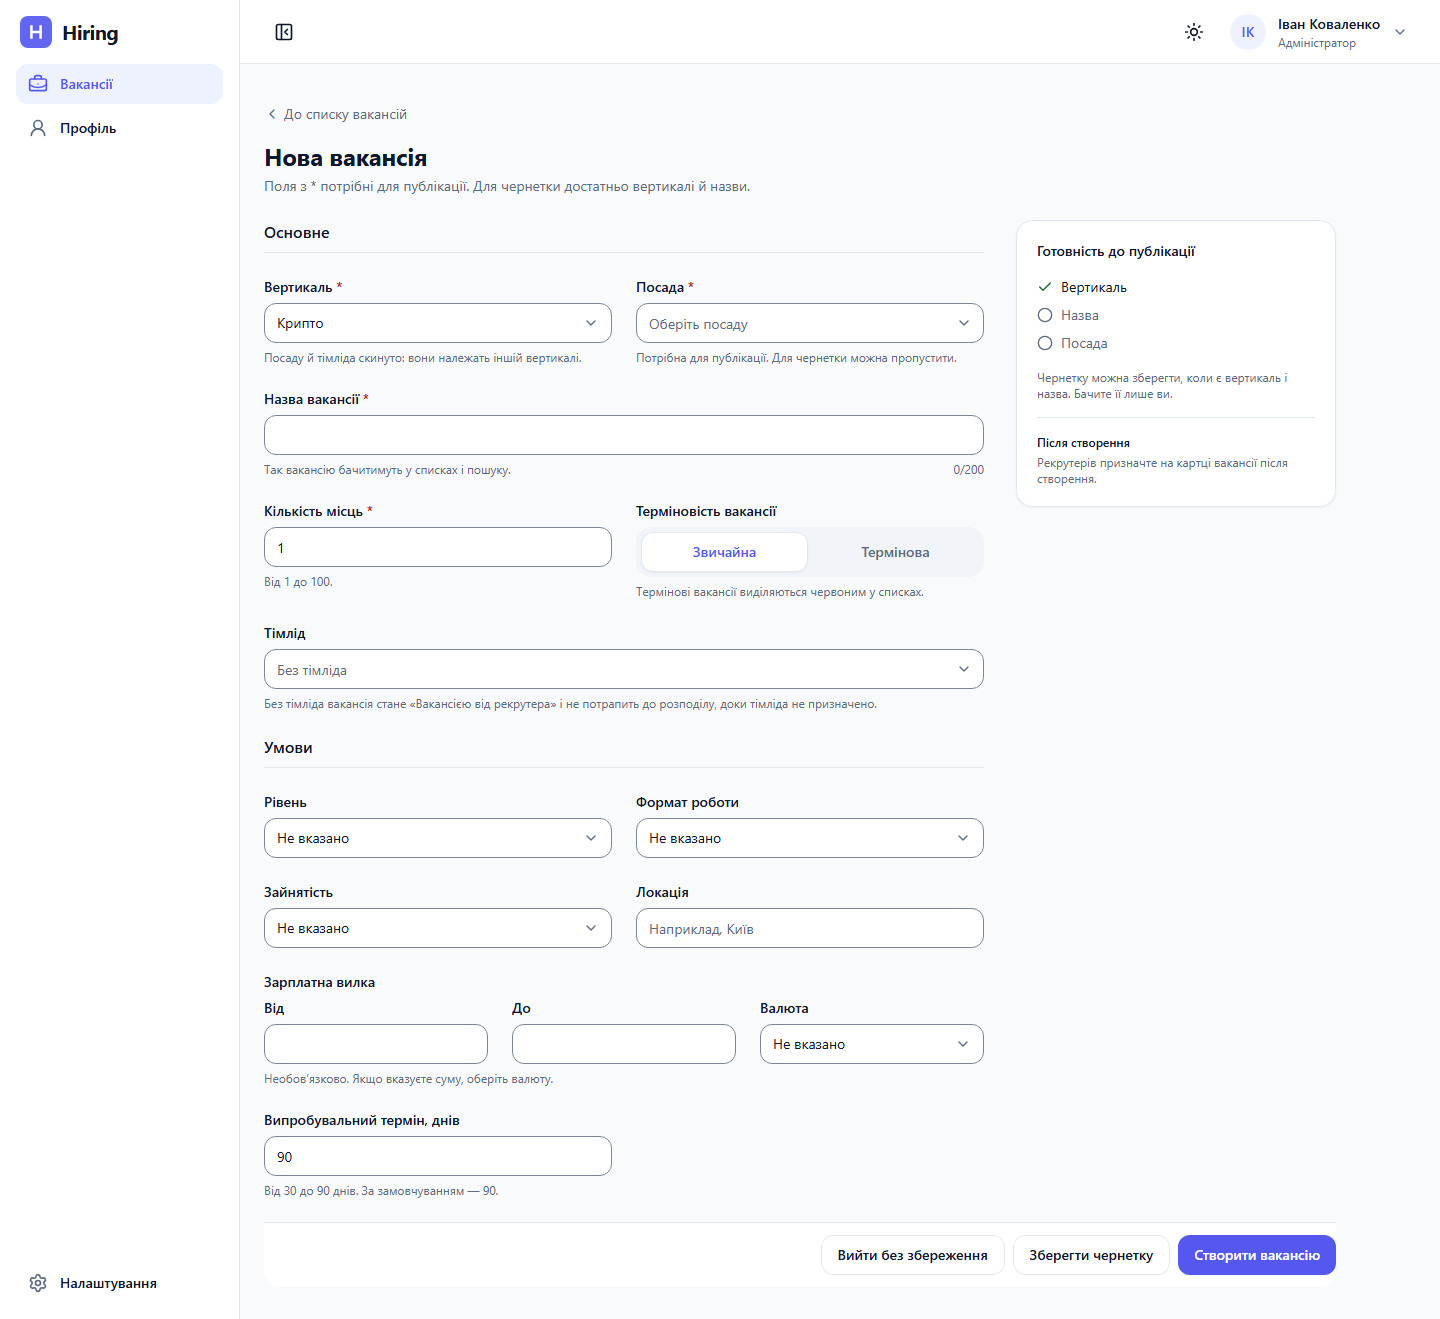 H Hiring
Вакансії
Профіль
Налаштування
ІК
Іван Коваленко
Адміністратор
До списку вакансій
Нова вакансія
Поля з * потрібні для публікації. Для чернетки достатньо вертикалі й назви.
Основне
Вертикаль *
Крипто
Посаду й тімліда скинуто: вони належать іншій вертикалі.
Посада *
Оберіть посаду
Потрібна для публікації. Для чернетки можна пропустити.
Назва вакансії *
Так вакансію бачитимуть у списках і пошуку.
0/200
Кількість місць *
1
Від 1 до 100.
Терміновість вакансії
Звичайна
Термінова
Термінові вакансії виділяються червоним у списках.
Тімлід
Без тімліда
Без тімліда вакансія стане «Вакансією від рекрутера» і не потрапить до розподілу, доки тімліда не призначено.
Умови
Рівень
Не вказано
Формат роботи
Не вказано
Зайнятість
Не вказано
Локація
Наприклад, Київ
Зарплатна вилка
Від
До
Валюта
Не вказано
Необов'язково. Якщо вказуєте суму, оберіть валюту.
Випробувальний термін, днів
90
Від 30 до 90 днів. За замовчуванням — 90.
Готовність до публікації
Вертикаль
Назва
Посада
Чернетку можна зберегти, коли є вертикаль і
назва. Бачите її лише ви.
Після створення
Рекрутерів призначте на картці вакансії після
створення.
Вийти без збереження
Зберегти чернетку
Створити вакансію